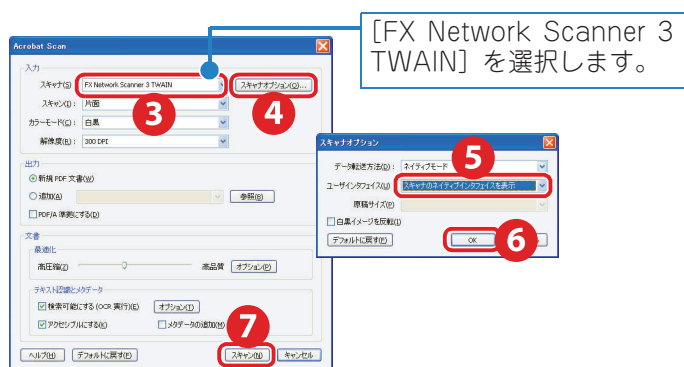 [FX Network Scanner 3
TWAIN] を選択します。
Acrobat Scan
入力
スキャナ(S) FX Network Scanner 3 TWAIN スキャナオプション(O)...
3 4
スキャン(I): 片面
カラーモード(C): 白黒
解像度(R): 300 DPI
出力
新規 PDF 文書(W)
追加(A) 参照(B)
PDF/A 準拠にする(D)
文書
最適化
高圧縮(Z) 高品質 オプション(P)
テキスト認識とメタデータ
検索可能にする (OCR 実行)(E) オプション(T)
アクセシブルにする(K) メタデータの追加(M)
7
ヘルプ(H) デフォルトに戻す(F) スキャン(N) キャンセル
スキャナオプション
5
データ転送方法(D): ネイティブモード
ユーザインタフェイス(U) スキャナのネイティブインタフェイスを表示
原稿サイズ(P)
白黒イメージを反転(I)
デフォルトに戻す(F) OK
6